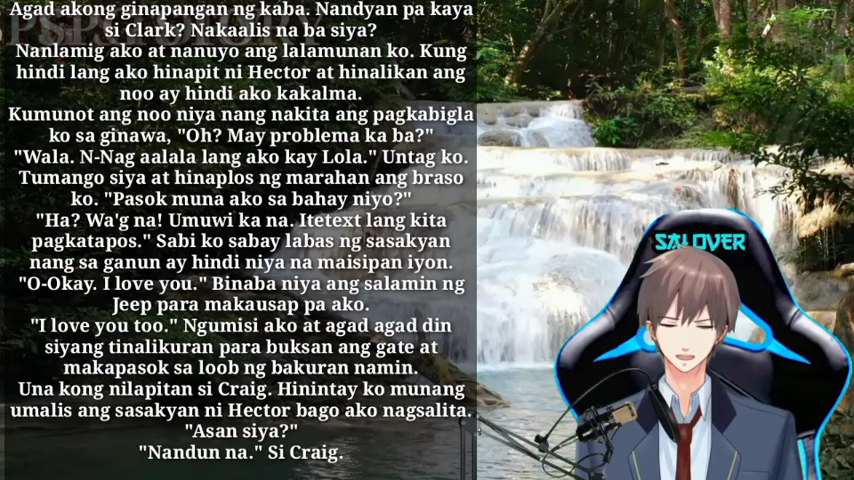 Agad akong ginapangan ng kaba. Nandyan pa kaya
si Clark? Nakaalis na ba siya?
Nanlamig ako at nanuyo ang lalamunan ko. Kung
hindi lang ako hinapit ni Hector at hinalikan ang
noo ay hindi ako kakalma.
Kumunot ang noo niya nang nakita ang pagkabigla
ko sa ginawa, "Oh? May problema ka ba?"
"Wala. N-Nag aalala lang ako kay Lola." Untag ko.
Tumango siya at hinaplos ng marahan ang braso
ko. "Pasok muna ako sa bahay niyo?"
"Ha? Wa'g na! Umuwi ka na. Itetext lang kita
pagkatapos." Sabi ko sabay labas ng sasakyan
nang sa ganun ay hindi niya na maisipan iyon.
"O-Okay. I love you." Binaba niya ang salamin ng
Jeep para makausap pa ako.
"I love you too." Ngumisi ako at agad agad din
siyang tinalikuran para buksan ang gate at
makapasok sa loob ng bakuran namin.
Una kong nilapitan si Craig. Hinintay ko munang
umalis ang sasakyan ni Hector bago ako nagsalita.
"Asan siya?"
"Nandun na." Si Craig.
SALOVER